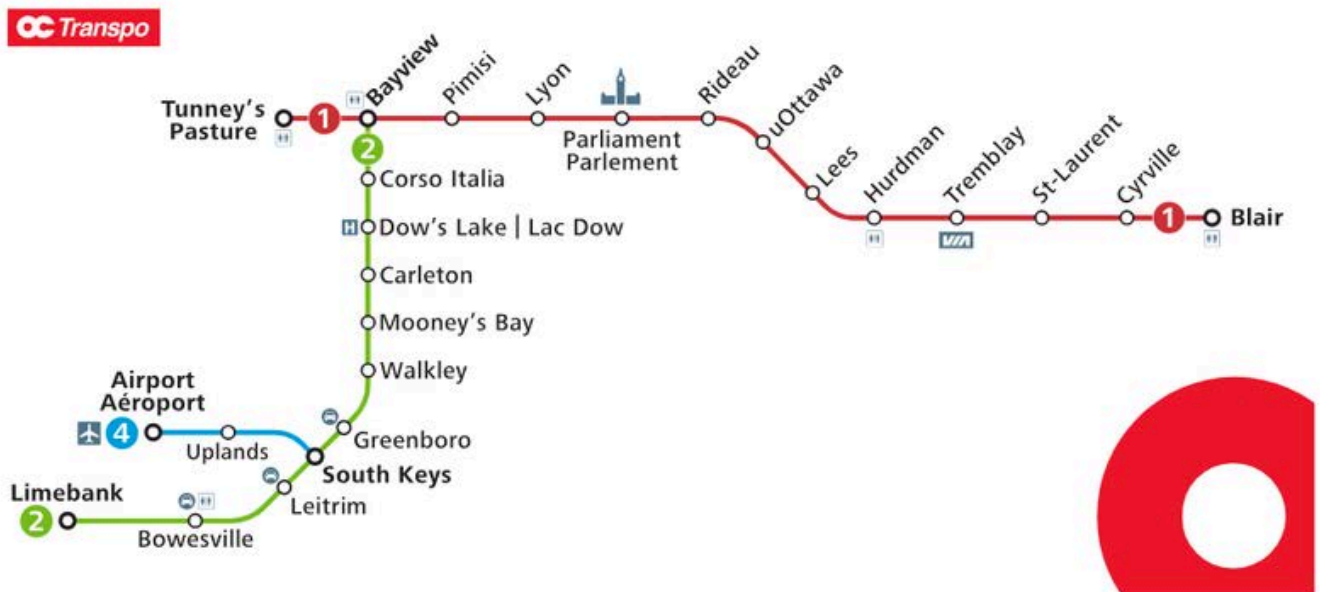 OC Transpo
Tunney's
Pasture
1
Bayview
Pimisi
Lyon
Parliament
Parlement
Rideau
uOttawa
Lees
Hurdman
Tremblay
VIA
St-Laurent
Cyrville
1
Blair
2
Corso Italia
H
Dow's Lake | Lac Dow
Carleton
Mooney's Bay
Walkley
Greenboro
South Keys
Airport
Aéroport
4
Uplands
Leitrim
Limebank
2
Bowesville